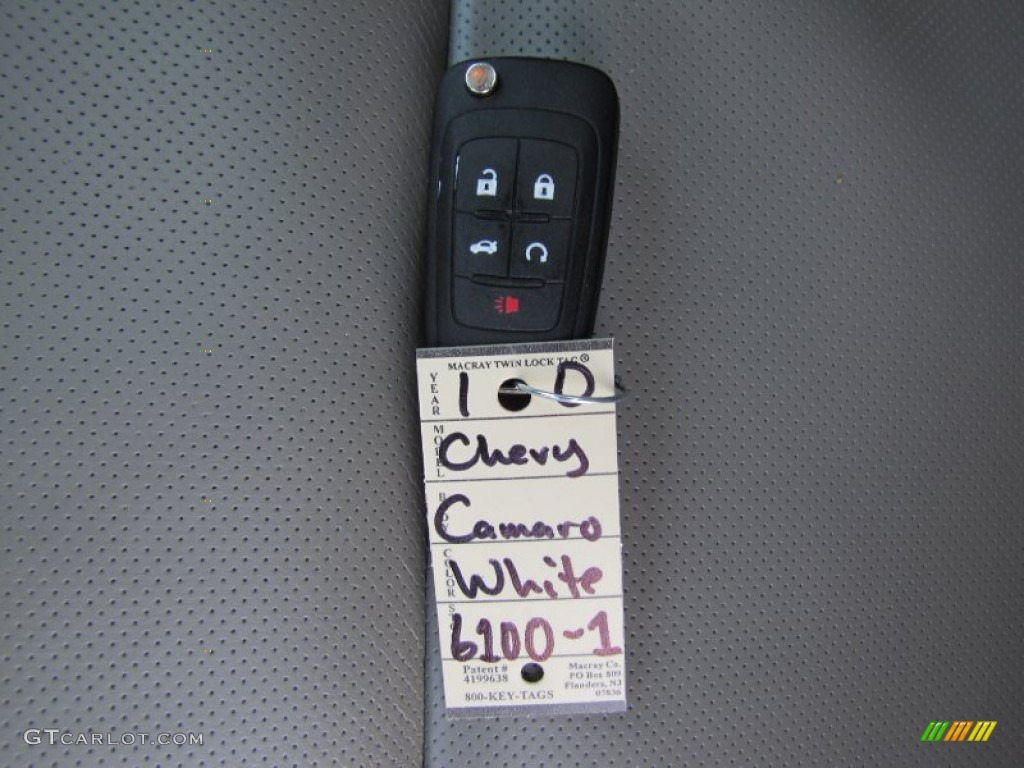 MACRAY TWIN LOCK TAG®
YEAR 1 0
MODEL Chevy
Camaro
COLOR White
6100-1
Patent #
4199638
800-KEY-TAGS
Macray Co.
PO Box 809
Flanders, NJ
07836
GTCARLOT.COM